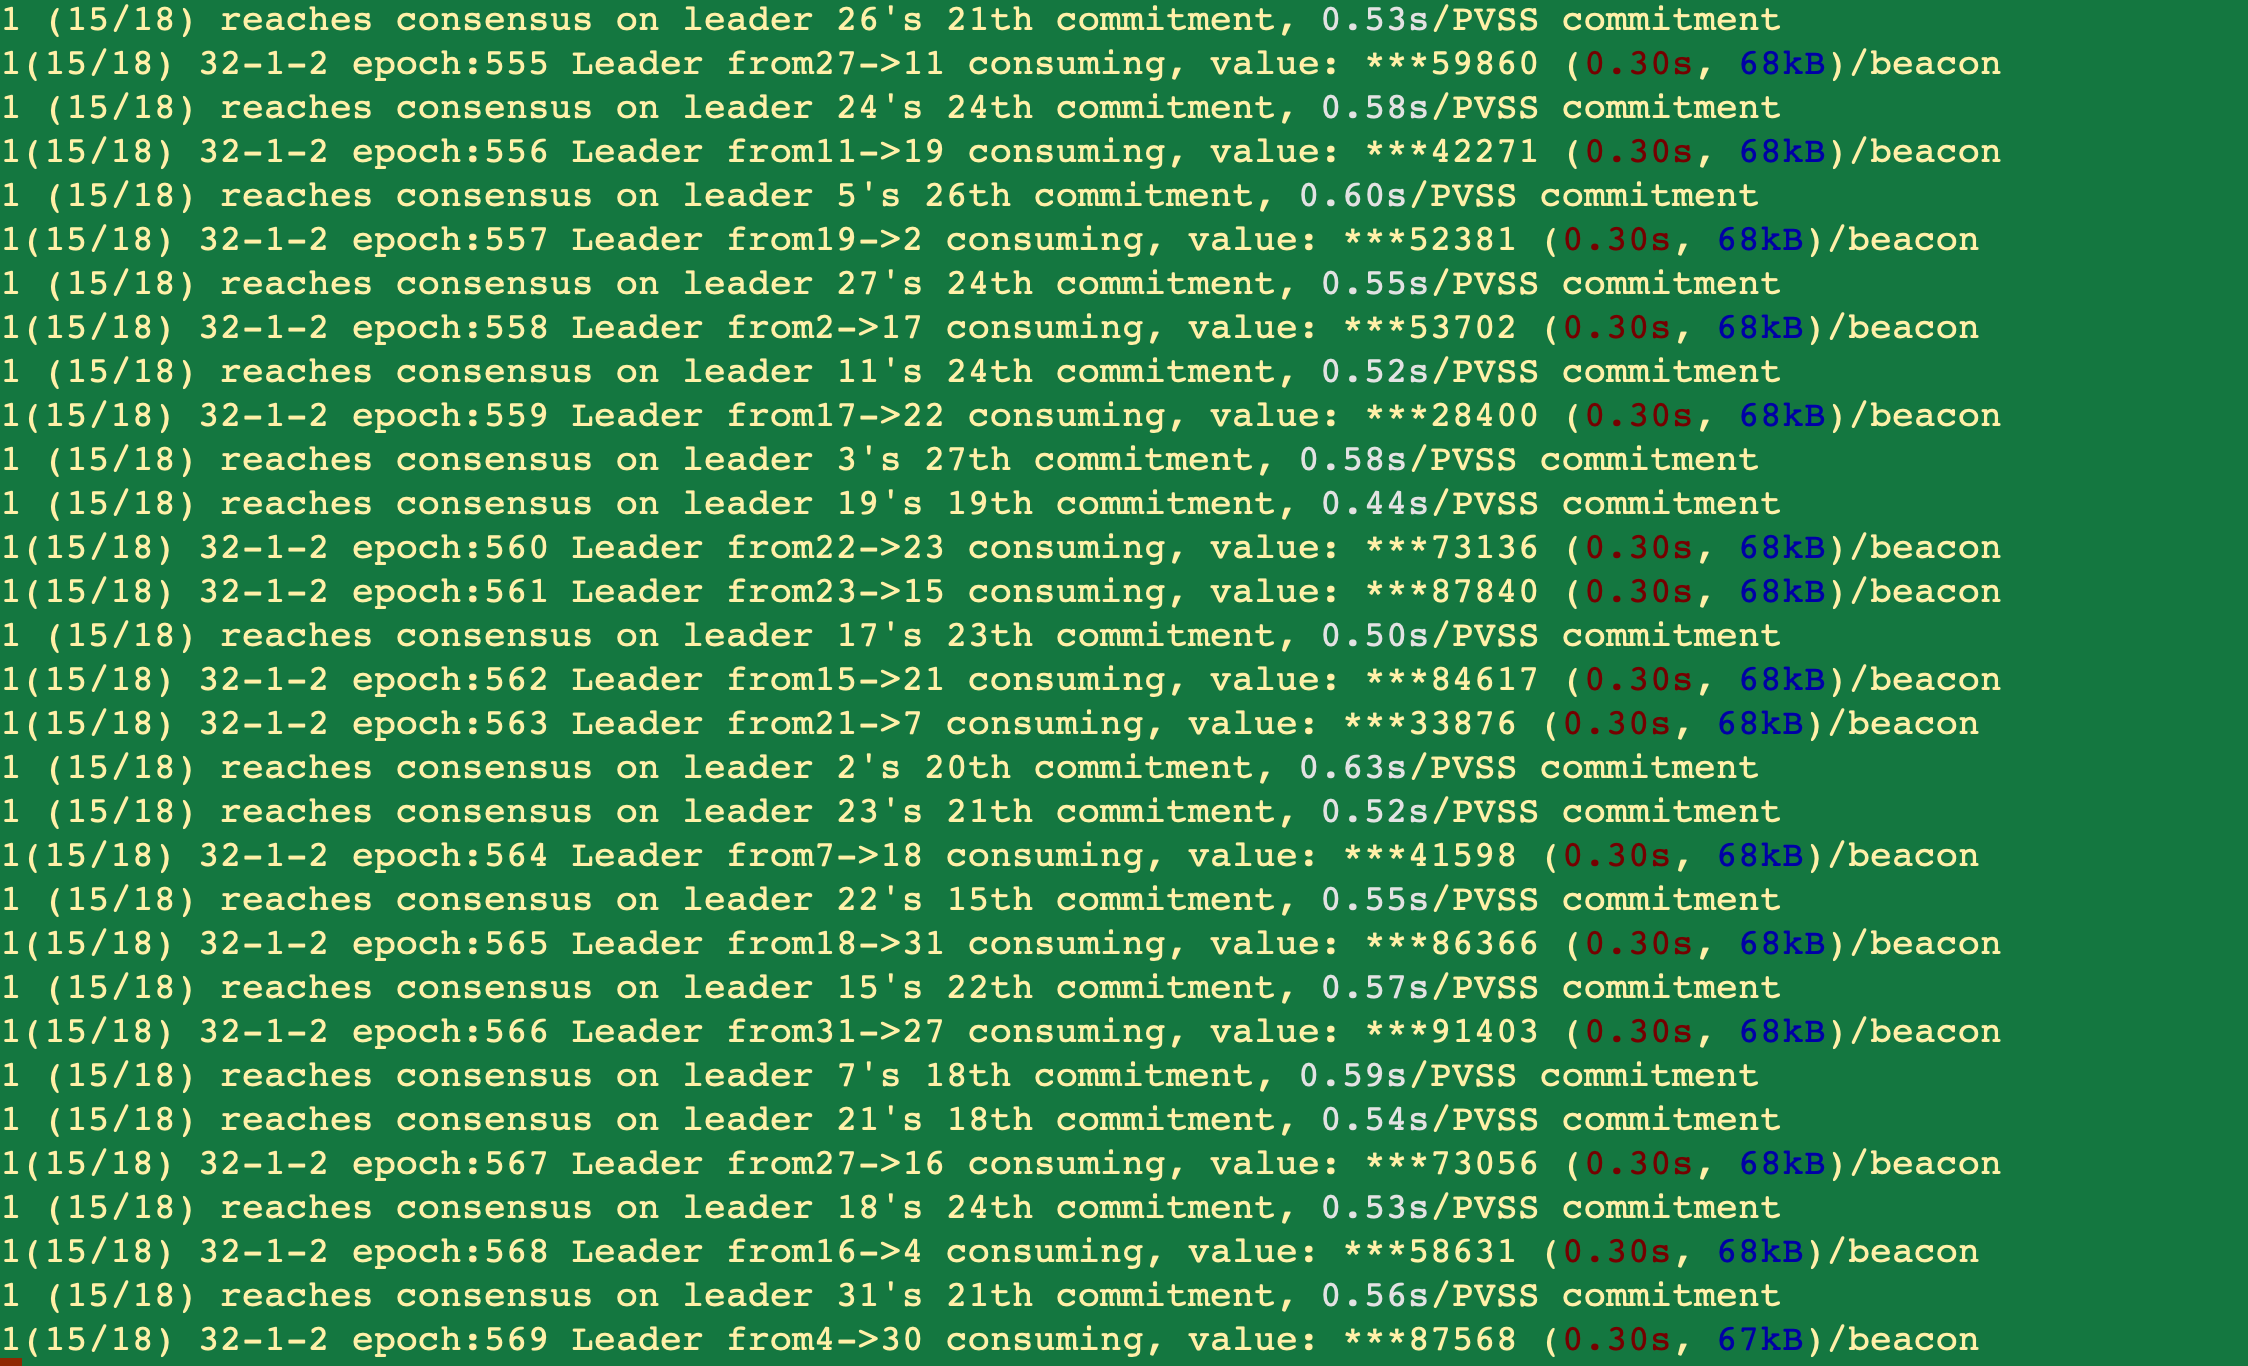 1 (15/18) reaches consensus on leader 26's 21th commitment, 0.53s/PVSS commitment
1(15/18) 32-1-2 epoch:555 Leader from27->11 consuming, value: ***59860 (0.30s, 68kB)/beacon
1 (15/18) reaches consensus on leader 24's 24th commitment, 0.58s/PVSS commitment
1(15/18) 32-1-2 epoch:556 Leader from11->19 consuming, value: ***42271 (0.30s, 68kB)/beacon
1 (15/18) reaches consensus on leader 5's 26th commitment, 0.60s/PVSS commitment
1(15/18) 32-1-2 epoch:557 Leader from19->2 consuming, value: ***52381 (0.30s, 68kB)/beacon
1 (15/18) reaches consensus on leader 27's 24th commitment, 0.55s/PVSS commitment
1(15/18) 32-1-2 epoch:558 Leader from2->17 consuming, value: ***53702 (0.30s, 68kB)/beacon
1 (15/18) reaches consensus on leader 11's 24th commitment, 0.52s/PVSS commitment
1(15/18) 32-1-2 epoch:559 Leader from17->22 consuming, value: ***28400 (0.30s, 68kB)/beacon
1 (15/18) reaches consensus on leader 3's 27th commitment, 0.58s/PVSS commitment
1 (15/18) reaches consensus on leader 19's 19th commitment, 0.44s/PVSS commitment
1(15/18) 32-1-2 epoch:560 Leader from22->23 consuming, value: ***73136 (0.30s, 68kB)/beacon
1(15/18) 32-1-2 epoch:561 Leader from23->15 consuming, value: ***87840 (0.30s, 68kB)/beacon
1 (15/18) reaches consensus on leader 17's 23th commitment, 0.50s/PVSS commitment
1(15/18) 32-1-2 epoch:562 Leader from15->21 consuming, value: ***84617 (0.30s, 68kB)/beacon
1(15/18) 32-1-2 epoch:563 Leader from21->7 consuming, value: ***33876 (0.30s, 68kB)/beacon
1 (15/18) reaches consensus on leader 2's 20th commitment, 0.63s/PVSS commitment
1 (15/18) reaches consensus on leader 23's 21th commitment, 0.52s/PVSS commitment
1(15/18) 32-1-2 epoch:564 Leader from7->18 consuming, value: ***41598 (0.30s, 68kB)/beacon
1 (15/18) reaches consensus on leader 22's 15th commitment, 0.55s/PVSS commitment
1(15/18) 32-1-2 epoch:565 Leader from18->31 consuming, value: ***86366 (0.30s, 68kB)/beacon
1 (15/18) reaches consensus on leader 15's 22th commitment, 0.57s/PVSS commitment
1(15/18) 32-1-2 epoch:566 Leader from31->27 consuming, value: ***91403 (0.30s, 68kB)/beacon
1 (15/18) reaches consensus on leader 7's 18th commitment, 0.59s/PVSS commitment
1 (15/18) reaches consensus on leader 21's 18th commitment, 0.54s/PVSS commitment
1(15/18) 32-1-2 epoch:567 Leader from27->16 consuming, value: ***73056 (0.30s, 68kB)/beacon
1 (15/18) reaches consensus on leader 18's 24th commitment, 0.53s/PVSS commitment
1(15/18) 32-1-2 epoch:568 Leader from16->4 consuming, value: ***58631 (0.30s, 68kB)/beacon
1 (15/18) reaches consensus on leader 31's 21th commitment, 0.56s/PVSS commitment
1(15/18) 32-1-2 epoch:569 Leader from4->30 consuming, value: ***87568 (0.30s, 67kB)/beacon